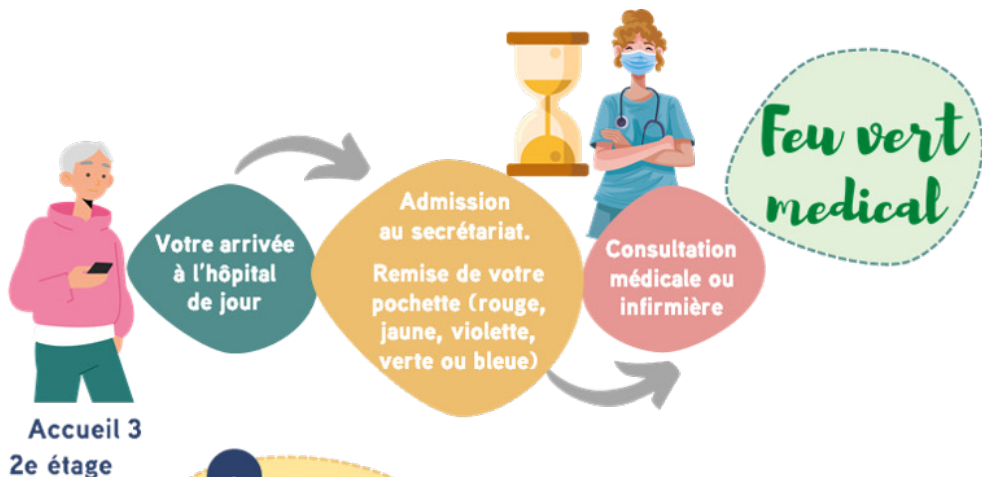 Feu vert
medical
Admission
au secrétariat.
Remise de votre
pochette (rouge,
jaune, violette,
verte ou bleue)
Votre arrivée
à l'hôpital
de jour
Consultation
médicale ou
infirmière
Accueil 3
2e étage